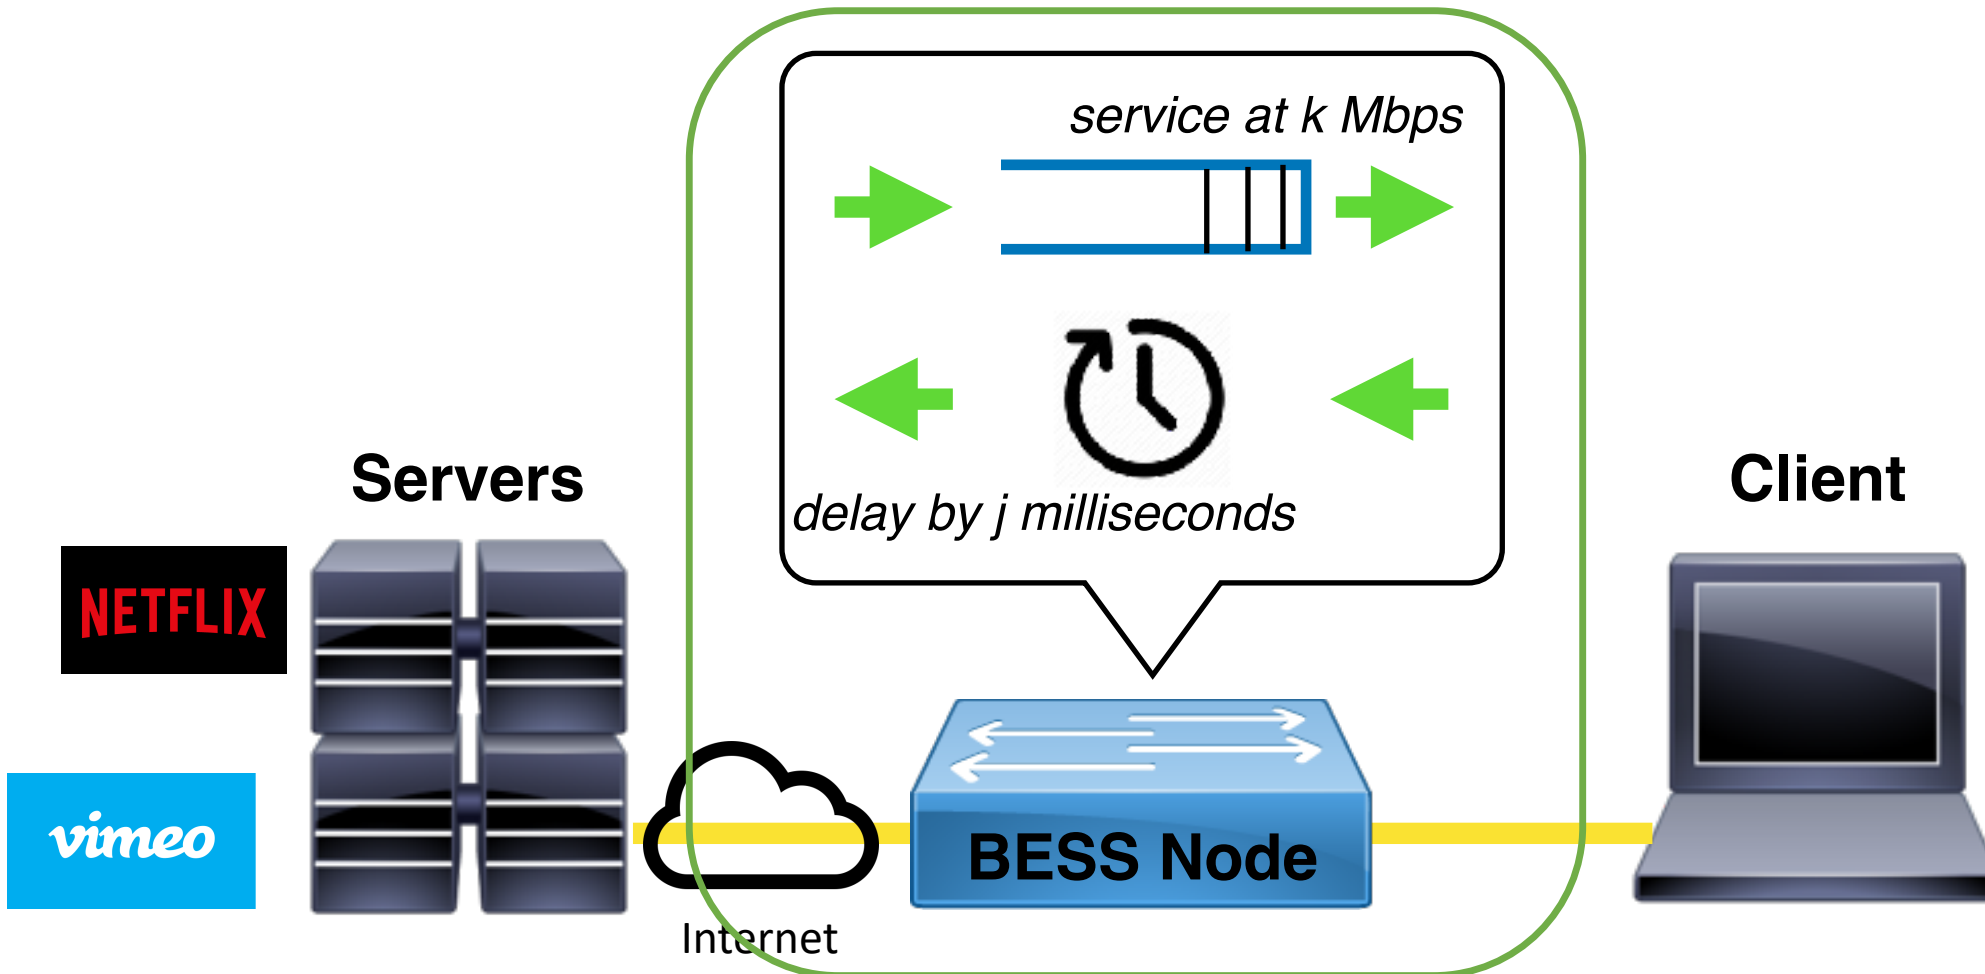 service at k Mbps
delay by j milliseconds
Servers
Client
NETFLIX
vimeo
BESS Node
Internet